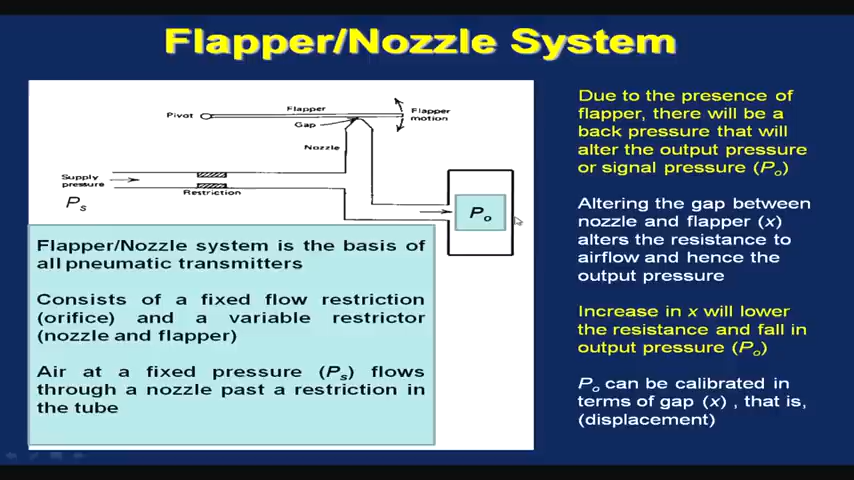 Flapper/Nozzle System
Flapper
Pivot
Gap
Flapper
motion
Nozzle
Supply
pressure
Ps
Restriction
Po
Flapper/Nozzle system is the basis of
all pneumatic transmitters
Consists of a fixed flow restriction
(orifice) and a variable restrictor
(nozzle and flapper)
Air at a fixed pressure (Ps) flows
through a nozzle past a restriction in
the tube
Due to the presence of
flapper, there will be a
back pressure that will
alter the output pressure
or signal pressure (Po)
Altering the gap between
nozzle and flapper (x)
alters the resistance to
airflow and hence the
output pressure
Increase in x will lower
the resistance and fall in
output pressure (Po)
Po can be calibrated in
terms of gap (x) , that is,
(displacement)